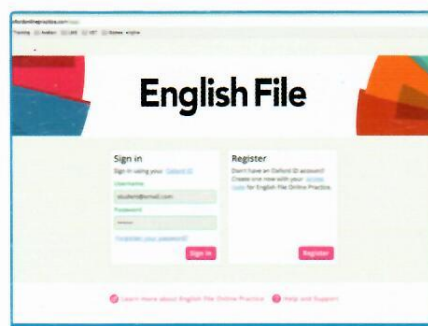 English File
Sign in
Sign in using your Oxford ID
Username
student@email.com
Password
Forgotten your password?
Sign in
Register
Don't have an Oxford ID account?
Create one now with your access
code for English File Online Practice.
Register
Learn more about English File Online Practice
Help and Support